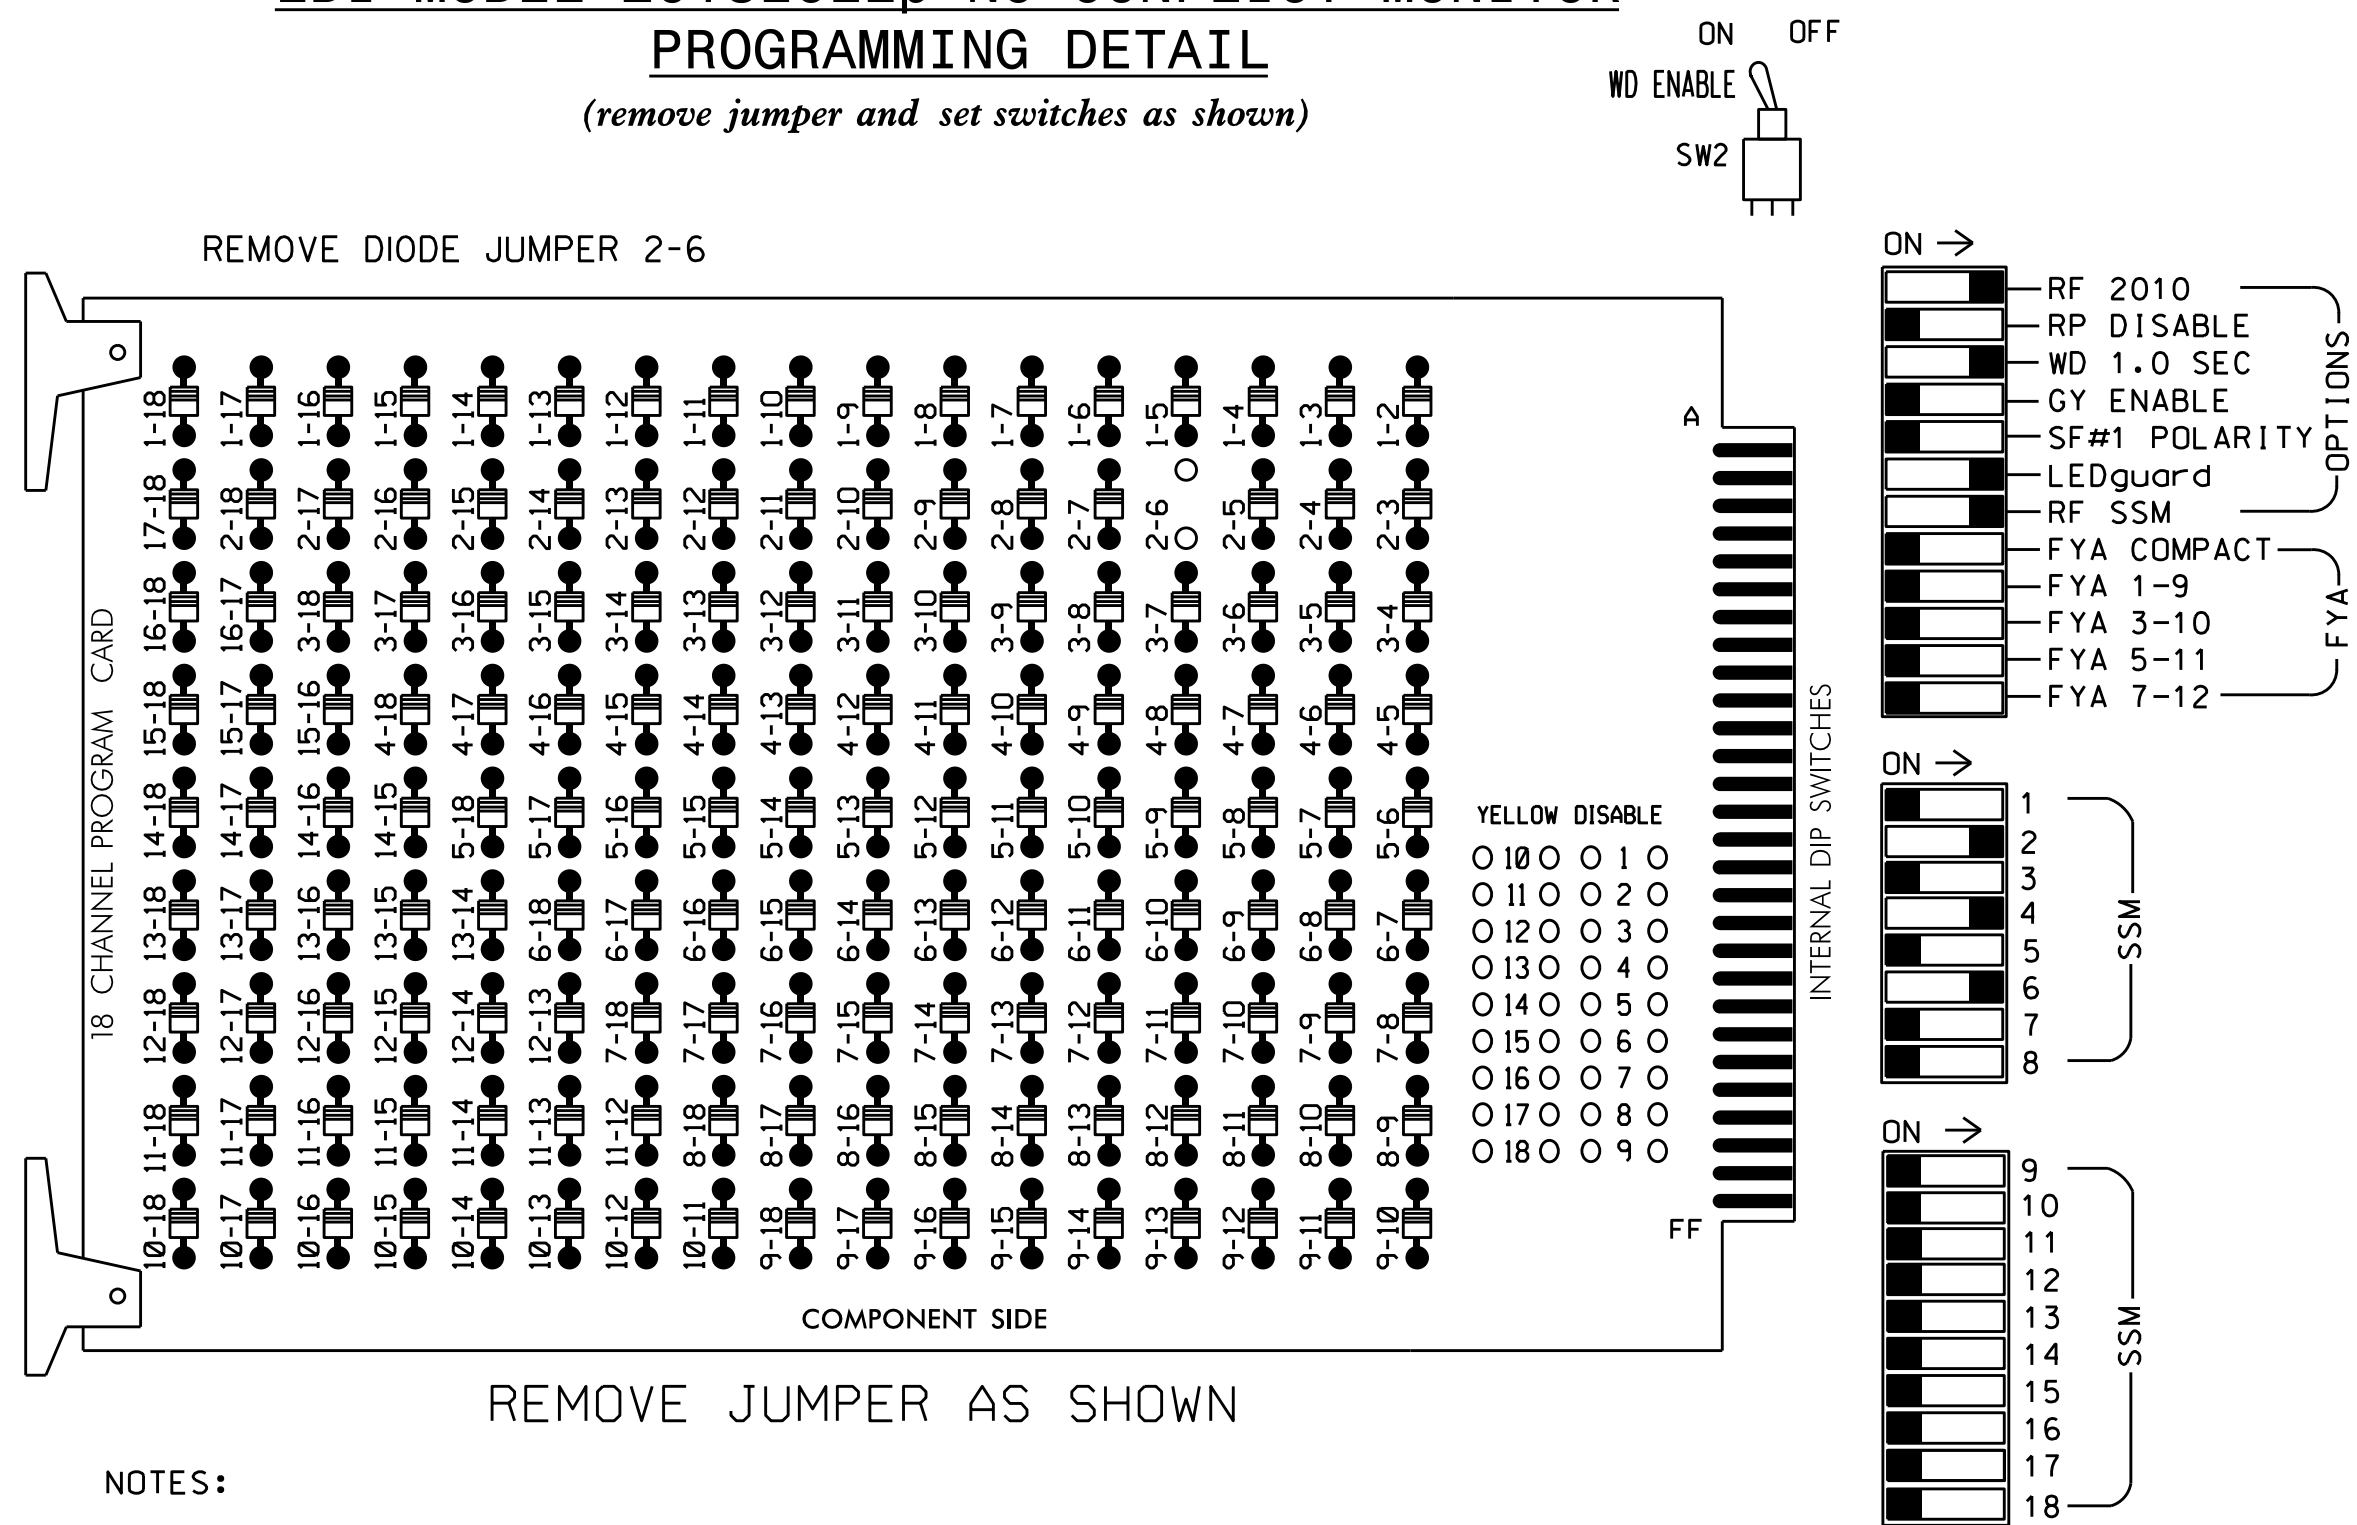 PROGRAMMING DETAIL
(remove jumper and set switches as shown)
ON OFF
WD ENABLE
SW2
REMOVE DIODE JUMPER 2-6
18 CHANNEL PROGRAM CARD
1-18 1-17 1-16 1-15 1-14 1-13 1-12 1-11 1-10 1-9 1-8 1-7 1-6 1-5 1-4 1-3 1-2
17-18 2-18 2-17 2-16 2-15 2-14 2-13 2-12 2-11 2-10 2-9 2-8 2-7 2-6 2-5 2-4 2-3
16-18 16-17 3-18 3-17 3-16 3-15 3-14 3-13 3-12 3-11 3-10 3-9 3-8 3-7 3-6 3-5 3-4
15-18 15-17 15-16 4-18 4-17 4-16 4-15 4-14 4-13 4-12 4-11 4-10 4-9 4-8 4-7 4-6 4-5
14-18 14-17 14-16 14-15 5-18 5-17 5-16 5-15 5-14 5-13 5-12 5-11 5-10 5-9 5-8 5-7 5-6
13-18 13-17 13-16 13-15 13-14 6-18 6-17 6-16 6-15 6-14 6-13 6-12 6-11 6-10 6-9 6-8 6-7
12-18 12-17 12-16 12-15 12-14 12-13 7-18 7-17 7-16 7-15 7-14 7-13 7-12 7-11 7-10 7-9 7-8
11-18 11-17 11-16 11-15 11-14 11-13 11-12 8-18 8-17 8-16 8-15 8-14 8-13 8-12 8-11 8-10 8-9
10-18 10-17 10-16 10-15 10-14 10-13 10-12 10-11 9-18 9-17 9-16 9-15 9-14 9-13 9-12 9-11 9-10
A
YELLOW DISABLE
10 1
11 2
12 3
13 4
14 5
15 6
16 7
17 8
18 9
FF
COMPONENT SIDE
INTERNAL DIP SWITCHES
ON →
RF 2010
RP DISABLE
WD 1.0 SEC
GY ENABLE
SF#1 POLARITY
LEDguard
RF SSM
OPTIONS
FYA COMPACT
FYA 1-9
FYA 3-10
FYA 5-11
FYA 7-12
FYA
ON →
1
2
3
4
5
6
7
8
SSM
ON →
9
10
11
12
13
14
15
16
17
18
SSM
REMOVE JUMPER AS SHOWN
NOTES: